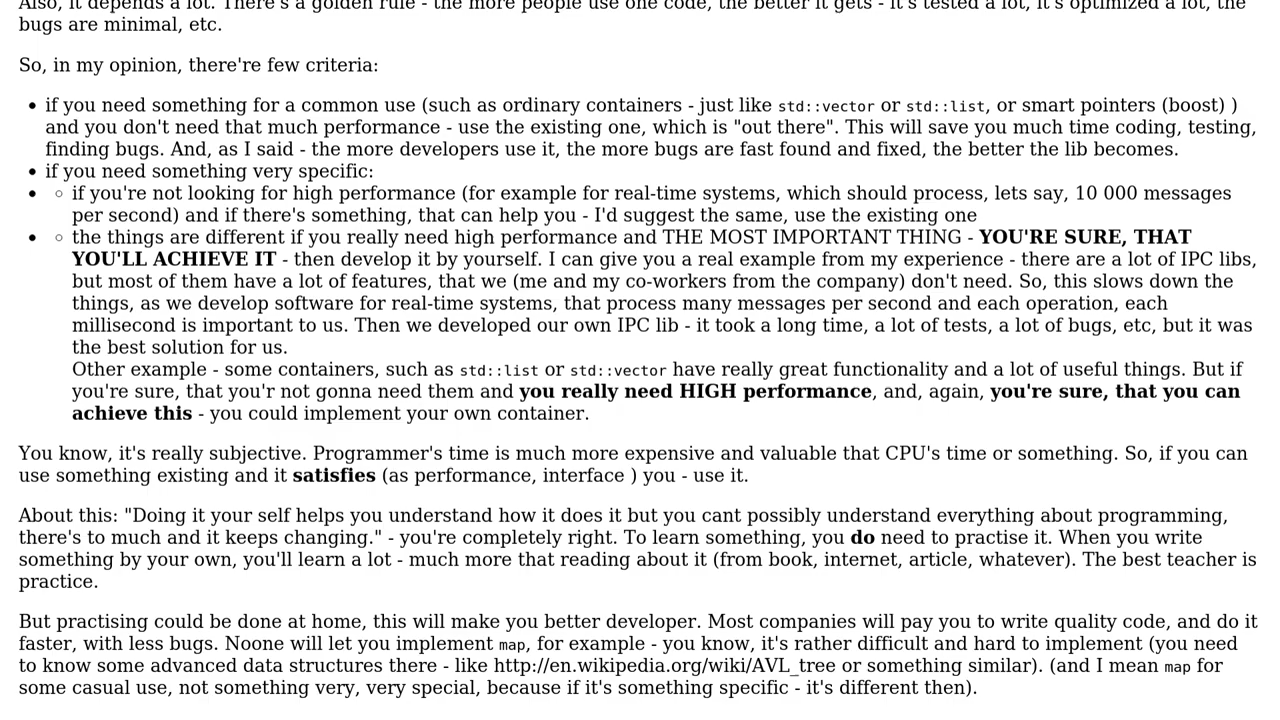 Also, it depends a lot. There's a golden rule - the more people use one code, the better it gets - it's tested a lot, it's optimized a lot, the
bugs are minimal, etc.
So, in my opinion, there're few criteria:
• if you need something for a common use (such as ordinary containers - just like std::vector or std::list, or smart pointers (boost) )
and you don't need that much performance - use the existing one, which is "out there". This will save you much time coding, testing,
finding bugs. And, as I said - the more developers use it, the more bugs are fast found and fixed, the better the lib becomes.
• if you need something very specific:
• ◦ if you're not looking for high performance (for example for real-time systems, which should process, lets say, 10 000 messages
per second) and if there's something, that can help you - I'd suggest the same, use the existing one
• ◦ the things are different if you really need high performance and THE MOST IMPORTANT THING - YOU'RE SURE, THAT
YOU'LL ACHIEVE IT - then develop it by yourself. I can give you a real example from my experience - there are a lot of IPC libs,
but most of them have a lot of features, that we (me and my co-workers from the company) don't need. So, this slows down the
things, as we develop software for real-time systems, that process many messages per second and each operation, each
millisecond is important to us. Then we developed our own IPC lib - it took a long time, a lot of tests, a lot of bugs, etc, but it was
the best solution for us.
Other example - some containers, such as std::list or std::vector have really great functionality and a lot of useful things. But if
you're sure, that you'r not gonna need them and you really need HIGH performance, and, again, you're sure, that you can
achieve this - you could implement your own container.
You know, it's really subjective. Programmer's time is much more expensive and valuable that CPU's time or something. So, if you can
use something existing and it satisfies (as performance, interface ) you - use it.
About this: "Doing it your self helps you understand how it does it but you cant possibly understand everything about programming,
there's to much and it keeps changing." - you're completely right. To learn something, you do need to practise it. When you write
something by your own, you'll learn a lot - much more that reading about it (from book, internet, article, whatever). The best teacher is
practice.
But practising could be done at home, this will make you better developer. Most companies will pay you to write quality code, and do it
faster, with less bugs. Noone will let you implement map, for example - you know, it's rather difficult and hard to implement (you need
to know some advanced data structures there - like http://en.wikipedia.org/wiki/AVL_tree or something similar). (and I mean map for
some casual use, not something very, very special, because if it's something specific - it's different then).